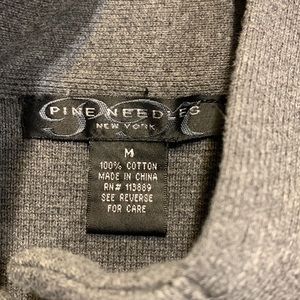 PINE NEEDLES
NEW YORK
M
100% COTTON
MADE IN CHINA
RN# 113889
SEE REVERSE
FOR CARE